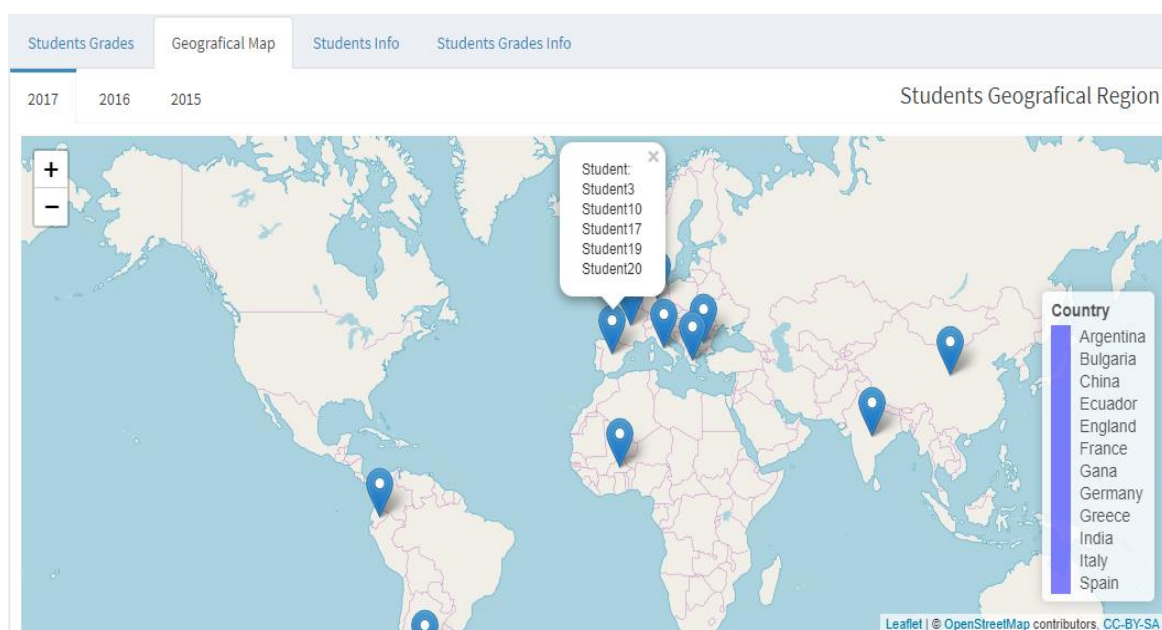 Students Grades Geografical Map Students Info Students Grades Info
2017 2016 2015 Students Geografical Region
+
−
×
Student:
Student3
Student10
Student17
Student19
Student20
Country
Argentina
Bulgaria
China
Ecuador
England
France
Gana
Germany
Greece
India
Italy
Spain
Leaflet | © OpenStreetMap contributors, CC-BY-SA